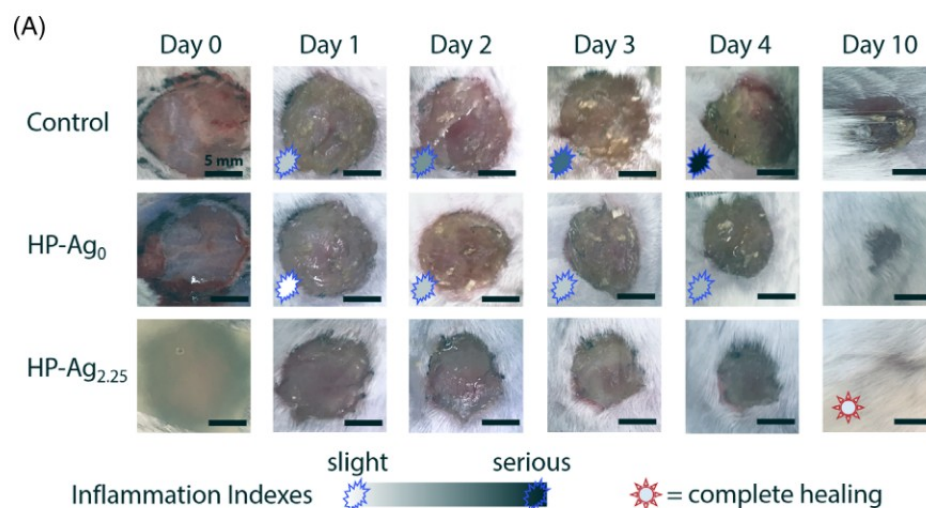 (A)
Day 0 Day 1 Day 2 Day 3 Day 4 Day 10
Control
5 mm
HP-Ag₀
HP-Ag₂.₂₅
slight serious
Inflammation Indexes = complete healing